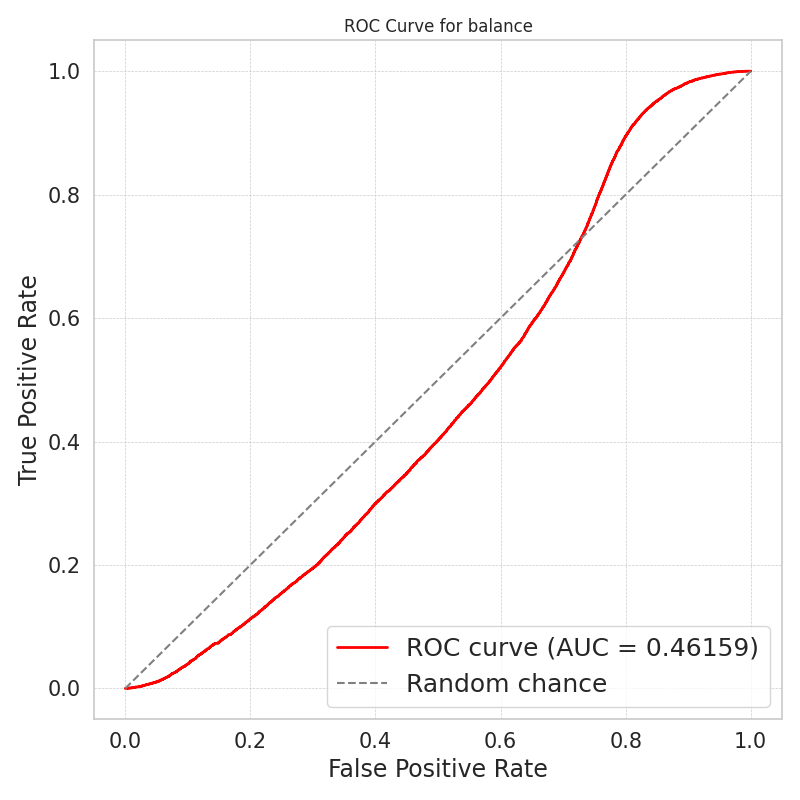 ROC Curve for balance
1.0
0.8
0.6
0.4
0.2
0.0
True Positive Rate
ROC curve (AUC = 0.46159)
Random chance
0.0 0.2 0.4 0.6 0.8 1.0
False Positive Rate